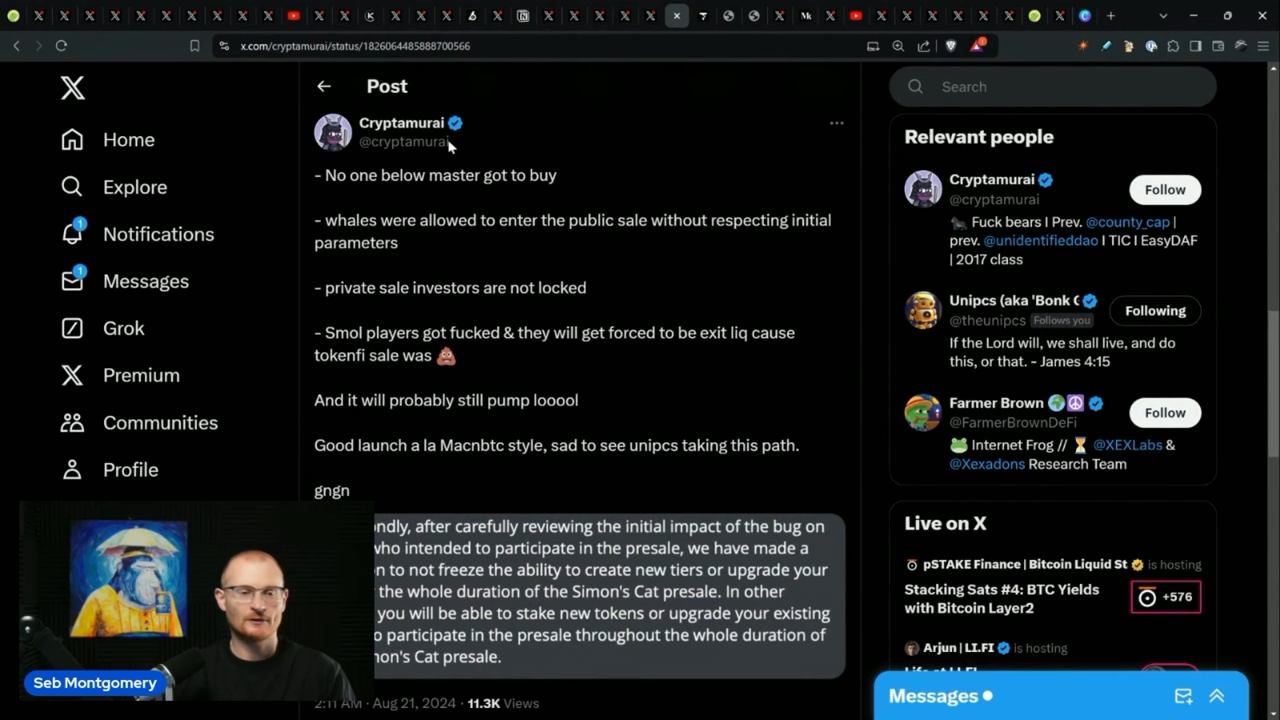 x.com/cryptamurai/status/1826064485888700566
Home
Explore
Notifications
1
Messages
1
Grok
Premium
Communities
Profile
Post
Cryptamurai
@cryptamurai
- No one below master got to buy
- whales were allowed to enter the public sale without respecting initial
parameters
- private sale investors are not locked
- Smol players got fucked & they will get forced to be exit liq cause
tokenfi sale was 💩
And it will probably still pump looool
Good launch a la Macnbtc style, sad to see unipcs taking this path.
gngn
ondly, after carefully reviewing the initial impact of the bug on
who intended to participate in the presale, we have made a
n to not freeze the ability to create new tiers or upgrade your
the whole duration of the Simon's Cat presale. In other
you will be able to stake new tokens or upgrade your existing
o participate in the presale throughout the whole duration of
non's Cat presale.
2:11 AM · Aug 21, 2024 · 11.3K Views
Seb Montgomery
Search
Relevant people
Cryptamurai
@cryptamurai
Follow
Fuck bears I Prev. @county_cap |
prev. @unidentifieddao I TIC I EasyDAF
| 2017 class
Unipcs (aka 'Bonk G
@theunipcs Follows you
Following
If the Lord will, we shall live, and do
this, or that. - James 4:15
Farmer Brown
@FarmerBrownDeFi
Follow
🐸 Internet Frog // ⏳ @XEXLabs &
@Xexadons Research Team
Live on X
pSTAKE Finance | Bitcoin Liquid St is hosting
Stacking Sats #4: BTC Yields
with Bitcoin Layer2
+576
Arjun | LI.FI is hosting
Messages